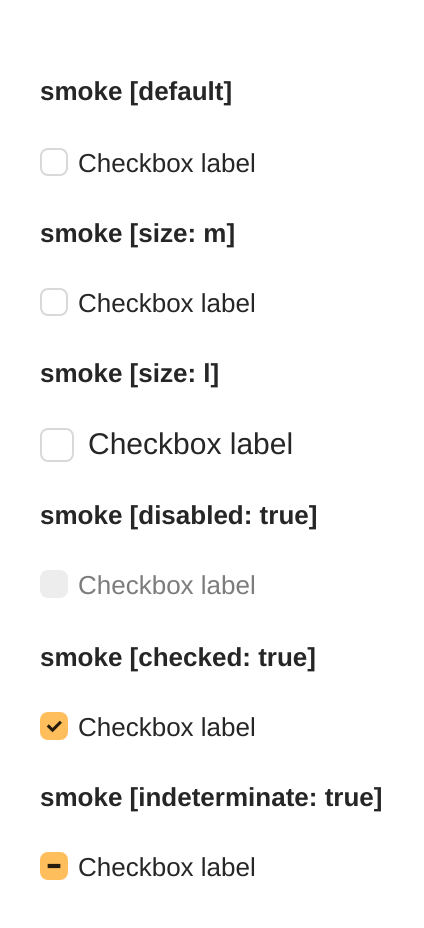 smoke [default]
Checkbox label
smoke [size: m]
Checkbox label
smoke [size: l]
Checkbox label
smoke [disabled: true]
Checkbox label
smoke [checked: true]
Checkbox label
smoke [indeterminate: true]
Checkbox label